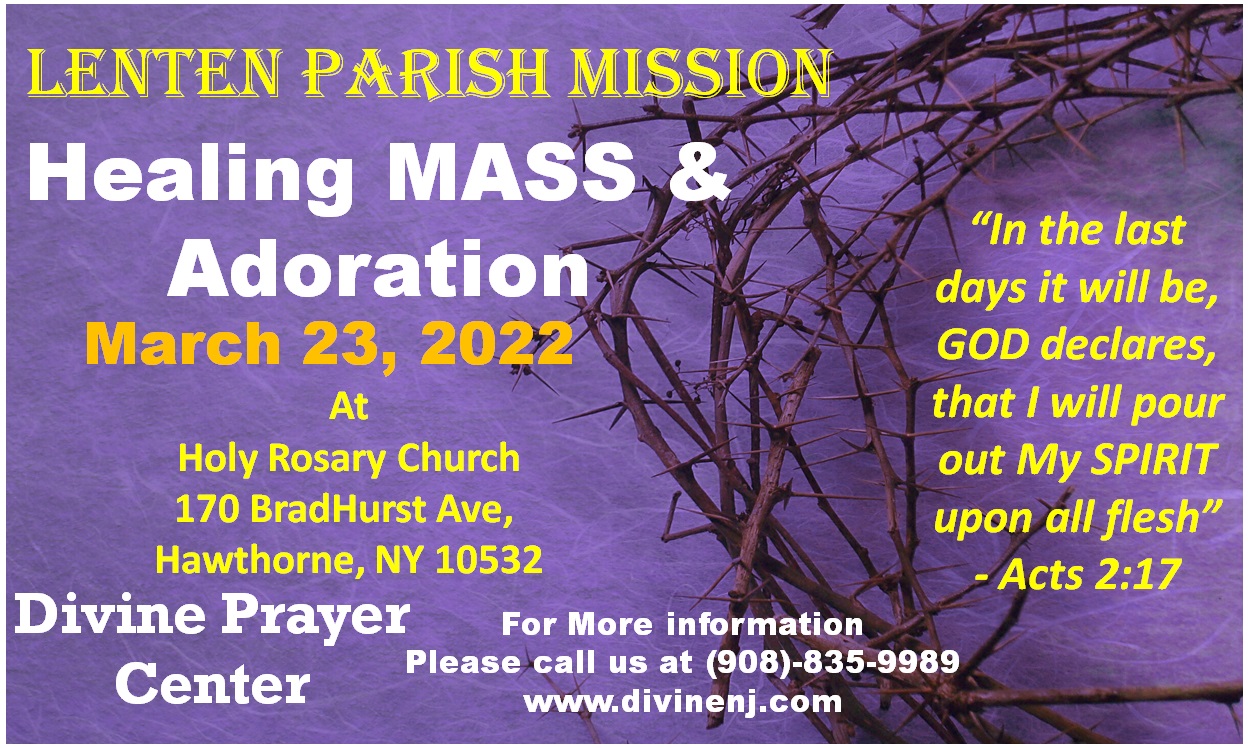 LENTEN PARISH MISSION
Healing MASS &
Adoration
March 23, 2022
At
Holy Rosary Church
170 BradHurst Ave,
Hawthorne, NY 10532
"In the last
days it will be,
GOD declares,
that I will pour
out My SPIRIT
upon all flesh"
- Acts 2:17
Divine Prayer
Center
For More information
Please call us at (908)-835-9989
www.divinenj.com